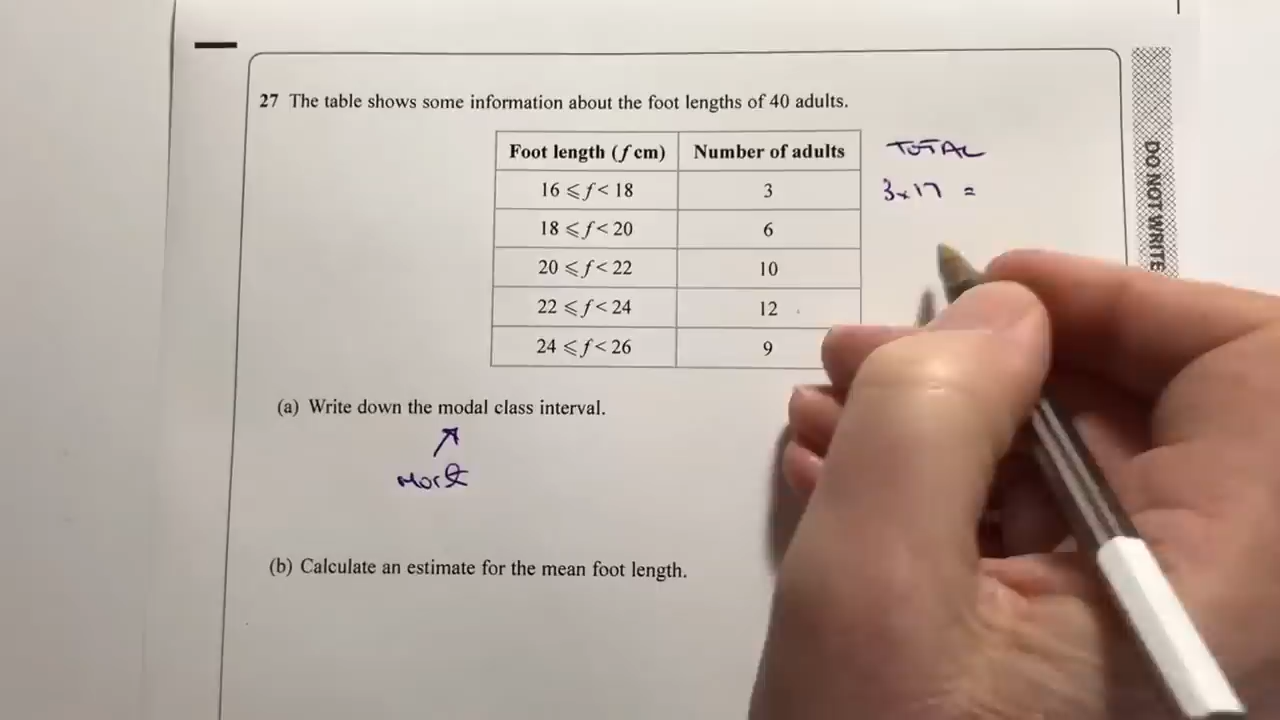 27 The table shows some information about the foot lengths of 40 adults.
Foot length (f cm) Number of adults TOTAL
16 ⩽ f < 18 3 3 × 17 =
18 ⩽ f < 20 6
20 ⩽ f < 22 10
22 ⩽ f < 24 12
24 ⩽ f < 26 9
(a) Write down the modal class interval.
(b) Calculate an estimate for the mean foot length.
DO NOT WRITE